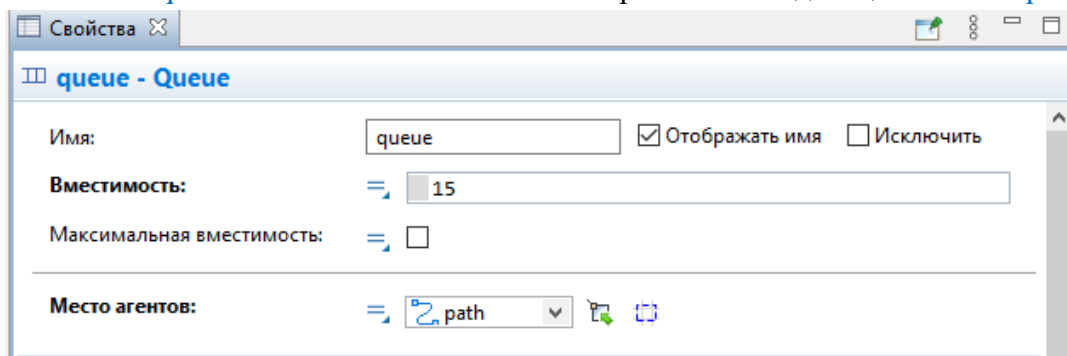 Свойства
queue - Queue
Имя: queue Отображать имя Исключить
Вместимость: 15
Максимальная вместимость:
Место агентов: path